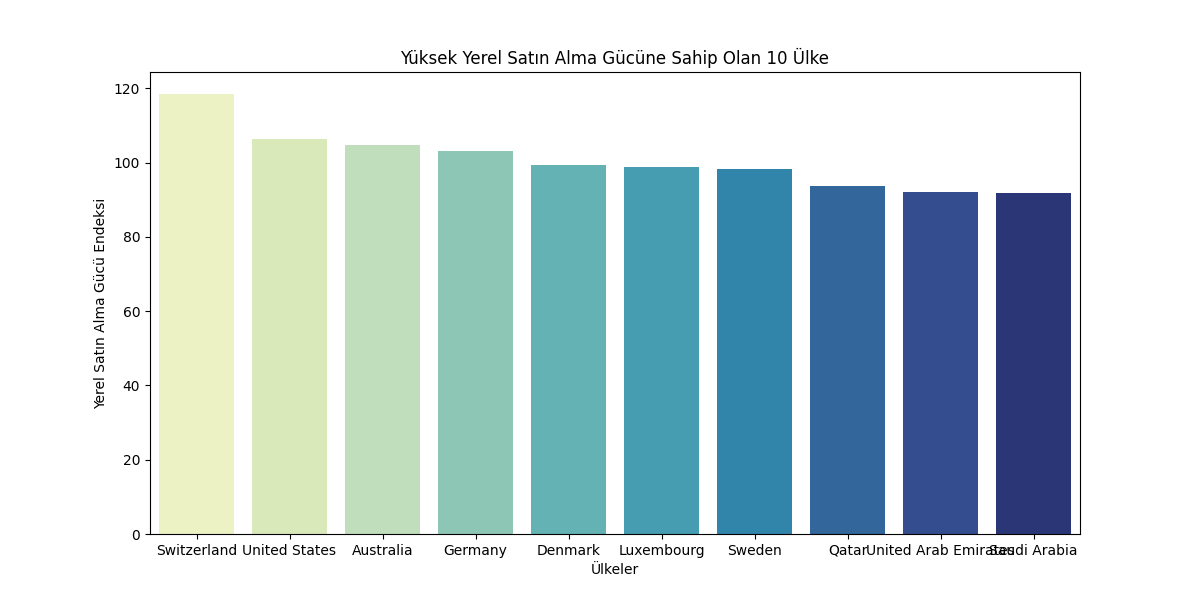 Yüksek Yerel Satın Alma Gücüne Sahip Olan 10 Ülke
Yerel Satın Alma Gücü Endeksi
120
100
80
60
40
20
0
Switzerland United States Australia Germany Denmark Luxembourg Sweden Qatar United Arab Emirates Saudi Arabia
Ülkeler